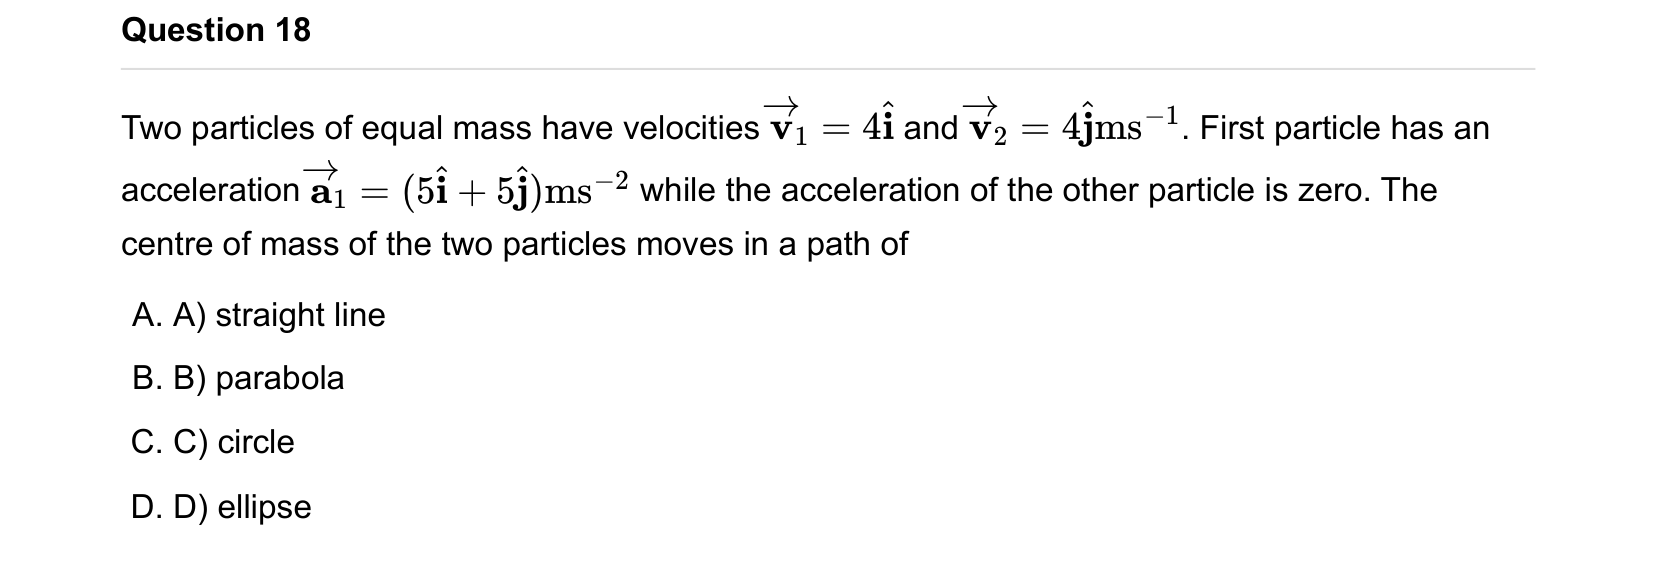 Question 18
Two particles of equal mass have velocities $\overrightarrow{\mathbf{v}}_1 = 4\hat{\mathbf{i}}$ and $\overrightarrow{\mathbf{v}}_2 = 4\hat{\mathbf{j}}\mathrm{ms}^{-1}$. First particle has an
acceleration $\overrightarrow{\mathbf{a}}_1 = (5\hat{\mathbf{i}} + 5\hat{\mathbf{j}})\mathrm{ms}^{-2}$ while the acceleration of the other particle is zero. The
centre of mass of the two particles moves in a path of
A. A) straight line
B. B) parabola
C. C) circle
D. D) ellipse